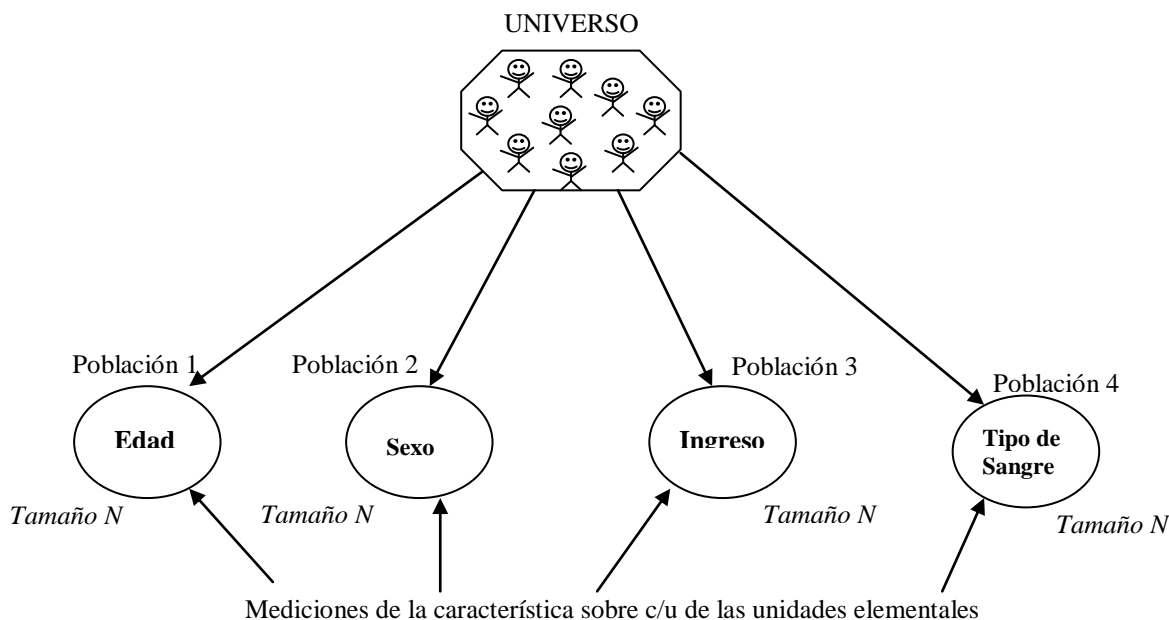 UNIVERSO
Población 1
Población 2
Población 3
Población 4
Edad
Sexo
Ingreso
Tipo de
Sangre
Tamaño N
Tamaño N
Tamaño N
Tamaño N
Mediciones de la característica sobre c/u de las unidades elementales